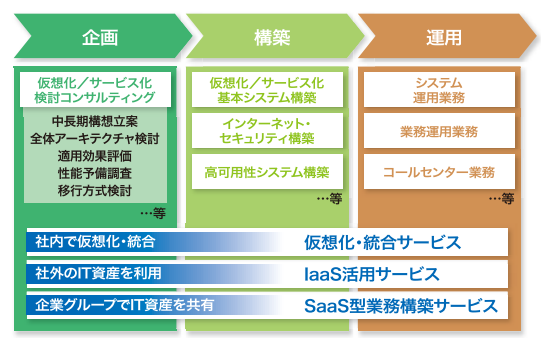 企画
構築
運用
仮想化／サービス化
検討コンサルティング
中長期構想立案
全体アーキテクチャ検討
適用効果評価
性能予備調査
移行方式検討
…等
仮想化／サービス化
基本システム構築
インターネット・
セキュリティ構築
高可用性システム構築
…等
システム
運用業務
業務運用業務
コールセンター業務
…等
社内で仮想化・統合
仮想化・統合サービス
社外のIT資産を利用
IaaS活用サービス
企業グループでIT資産を共有
SaaS型業務構築サービス